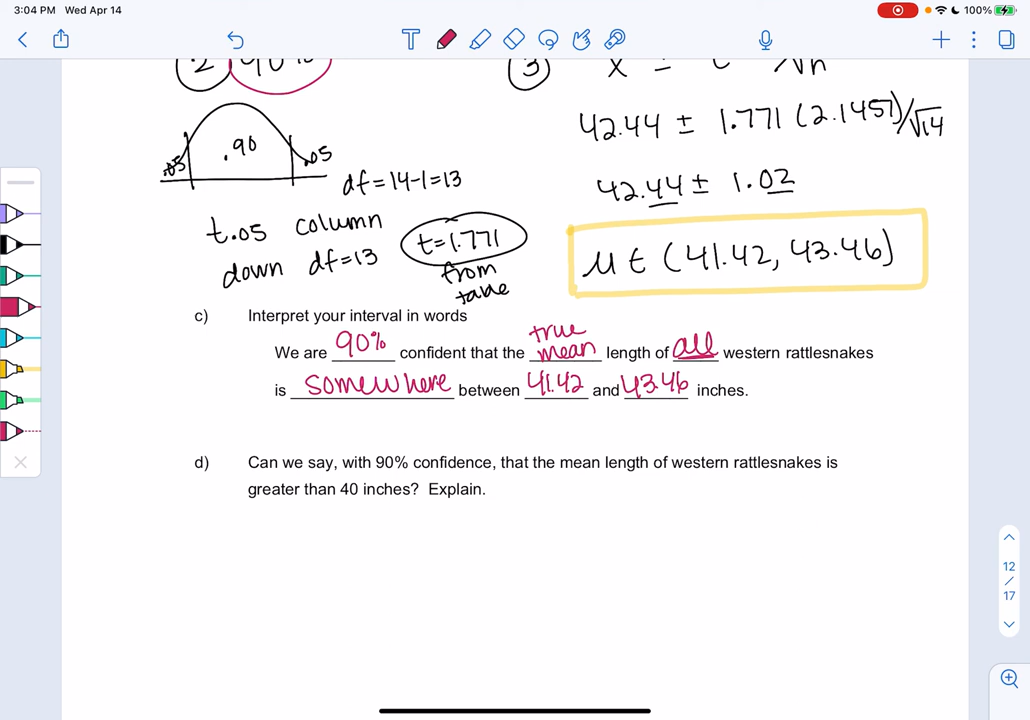 3:04 PM Wed Apr 14
100%
T
2 90%
3 x ± t √n
.05 .90 .05
42.44 ± 1.771 (2.1457)/√14
df=14-1=13
42.44 ± 1.02
t.05 column
t=1.771
down df=13
from
table
μ ∈ (41.42, 43.46)
c) Interpret your interval in words
We are 90% confident that the true mean length of all western rattlesnakes
is somewhere between 41.42 and 43.46 inches.
d) Can we say, with 90% confidence, that the mean length of western rattlesnakes is
greater than 40 inches? Explain.
12
/
17